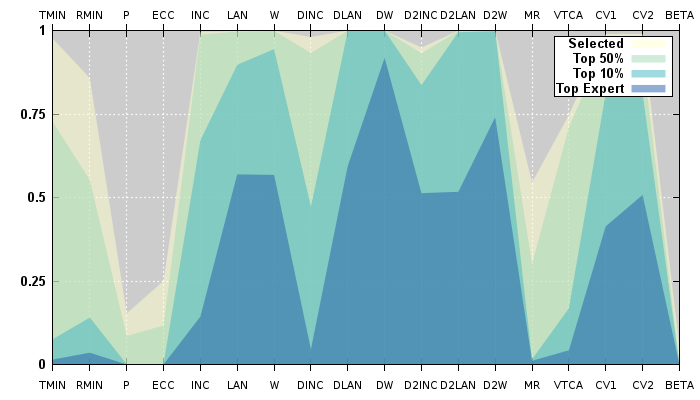 TMIN RMIN P ECC INC LAN W DINC DLAN DW D2INC D2LAN D2W MR VTCA CV1 CV2 BETA
1
Selected
Top 50%
Top 10%
Top Expert
0.75
0.5
0.25
0
TMIN RMIN P ECC INC LAN W DINC DLAN DW D2INC D2LAN D2W MR VTCA CV1 CV2 BETA